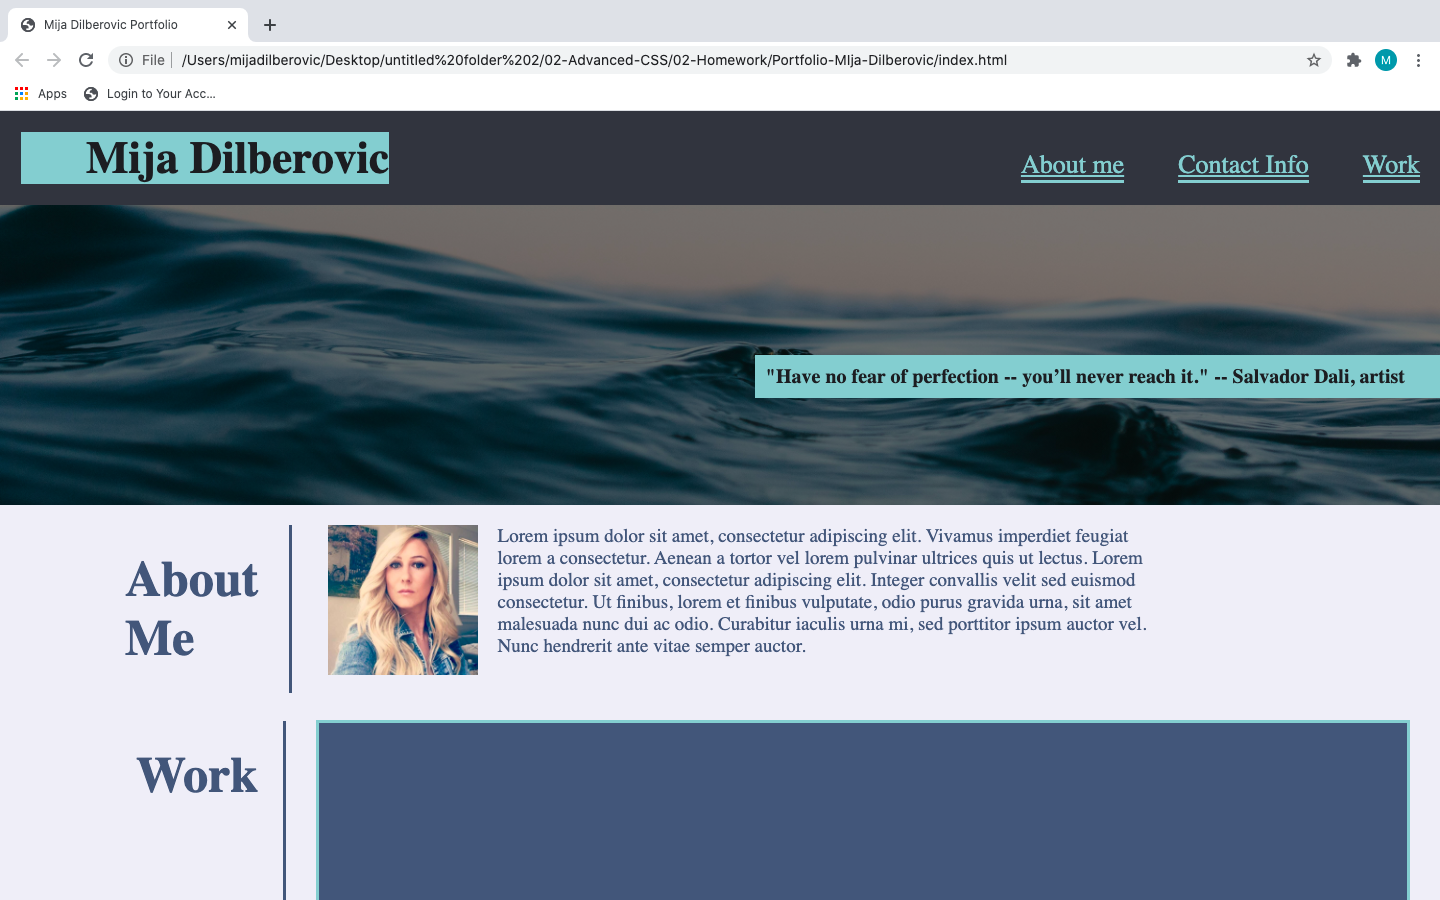 Mija Dilberovic Portfolio
File /Users/mijadilberovic/Desktop/untitled%20folder%202/02-Advanced-CSS/02-Homework/Portfolio-MIja-Dilberovic/index.html
M
Apps
Login to Your Acc...
Mija Dilberovic
About me
Contact Info
Work
"Have no fear of perfection -- you’ll never reach it." -- Salvador Dali, artist
About
Me
Lorem ipsum dolor sit amet, consectetur adipiscing elit. Vivamus imperdiet feugiat
lorem a consectetur. Aenean a tortor vel lorem pulvinar ultrices quis ut lectus. Lorem
ipsum dolor sit amet, consectetur adipiscing elit. Integer convallis velit sed euismod
consectetur. Ut finibus, lorem et finibus vulputate, odio purus gravida urna, sit amet
malesuada nunc dui ac odio. Curabitur iaculis urna mi, sed porttitor ipsum auctor vel.
Nunc hendrerit ante vitae semper auctor.
Work